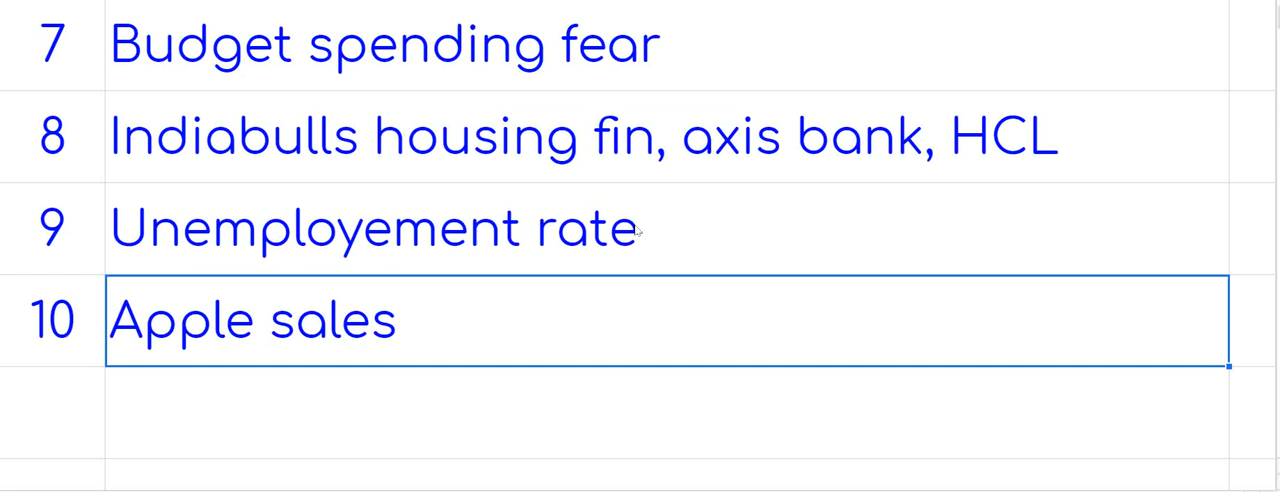 7 Budget spending fear
8 Indiabulls housing fin, axis bank, HCL
9 Unemployement rate
10 Apple sales